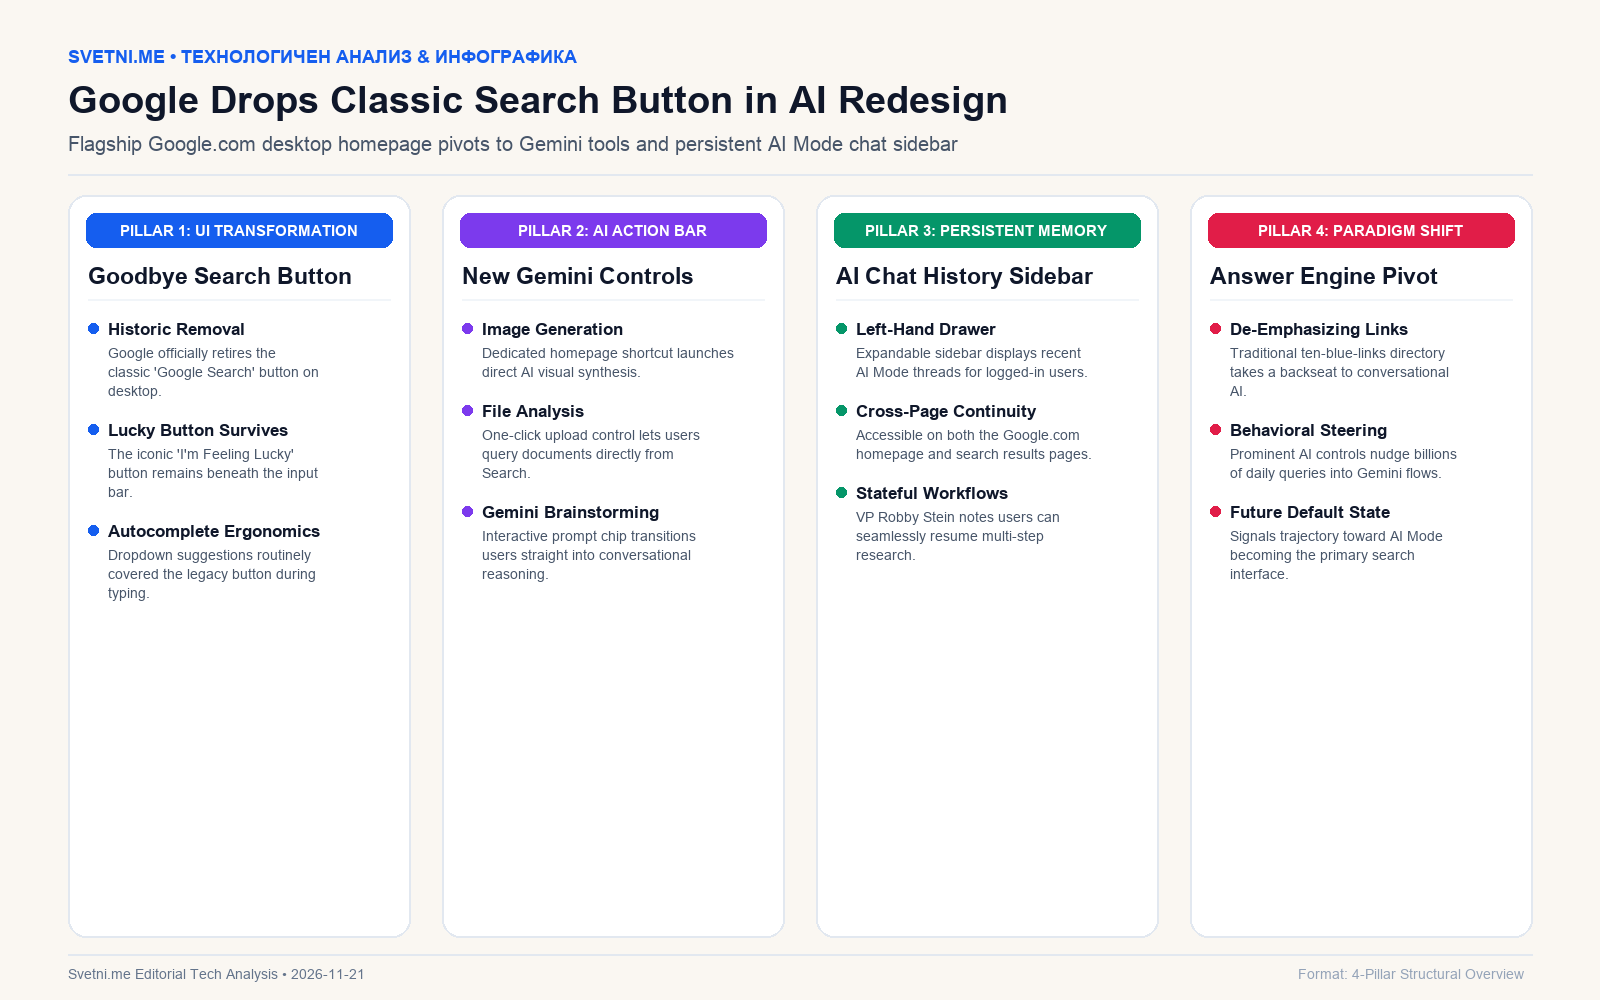 SVETNI.ME • ТЕХНОЛОГИЧЕН АНАЛИЗ & ИНФОГРАФИКА
Google Drops Classic Search Button in AI Redesign
Flagship Google.com desktop homepage pivots to Gemini tools and persistent AI Mode chat sidebar
PILLAR 1: UI TRANSFORMATION
Goodbye Search Button
Historic Removal
Google officially retires the
classic 'Google Search' button on
desktop.
Lucky Button Survives
The iconic 'I'm Feeling Lucky'
button remains beneath the input
bar.
Autocomplete Ergonomics
Dropdown suggestions routinely
covered the legacy button during
typing.
PILLAR 2: AI ACTION BAR
New Gemini Controls
Image Generation
Dedicated homepage shortcut launches
direct AI visual synthesis.
File Analysis
One-click upload control lets users
query documents directly from
Search.
Gemini Brainstorming
Interactive prompt chip transitions
users straight into conversational
reasoning.
PILLAR 3: PERSISTENT MEMORY
AI Chat History Sidebar
Left-Hand Drawer
Expandable sidebar displays recent
AI Mode threads for logged-in users.
Cross-Page Continuity
Accessible on both the Google.com
homepage and search results pages.
Stateful Workflows
VP Robby Stein notes users can
seamlessly resume multi-step
research.
PILLAR 4: PARADIGM SHIFT
Answer Engine Pivot
De-Emphasizing Links
Traditional ten-blue-links directory
takes a backseat to conversational
AI.
Behavioral Steering
Prominent AI controls nudge billions
of daily queries into Gemini flows.
Future Default State
Signals trajectory toward AI Mode
becoming the primary search
interface.
Svetni.me Editorial Tech Analysis • 2026-11-21
Format: 4-Pillar Structural Overview